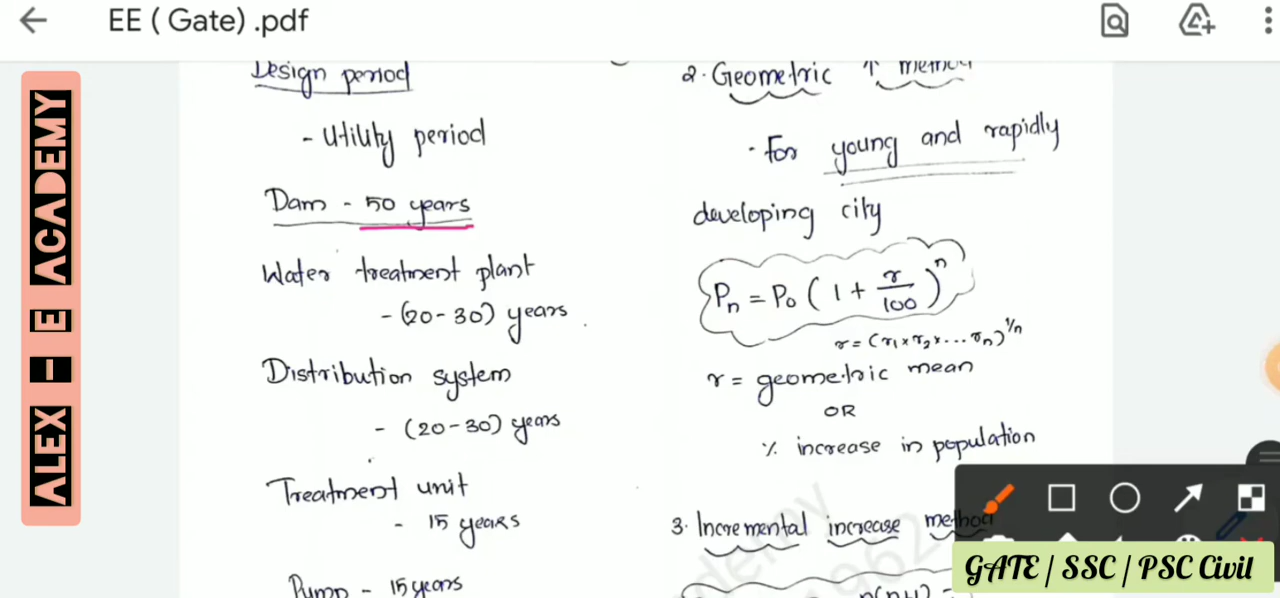 EE ( Gate) .pdf
ALEX - E ACADEMY
Design period
- Utility period
Dam - 50 years
Water treatment plant
- (20-30) years
Distribution system
- (20-30) years
Treatment unit
- 15 years
Pump - 15 years
2. Geometric ↑ method
· For young and rapidly
developing city
Pn = P0 ( 1 + r/100 )^n
r = (r1 x r2 x ... rn)^1/n
r = geometric mean
OR
% increase in population
3. Incremental increase method
GATE / SSC / PSC Civil